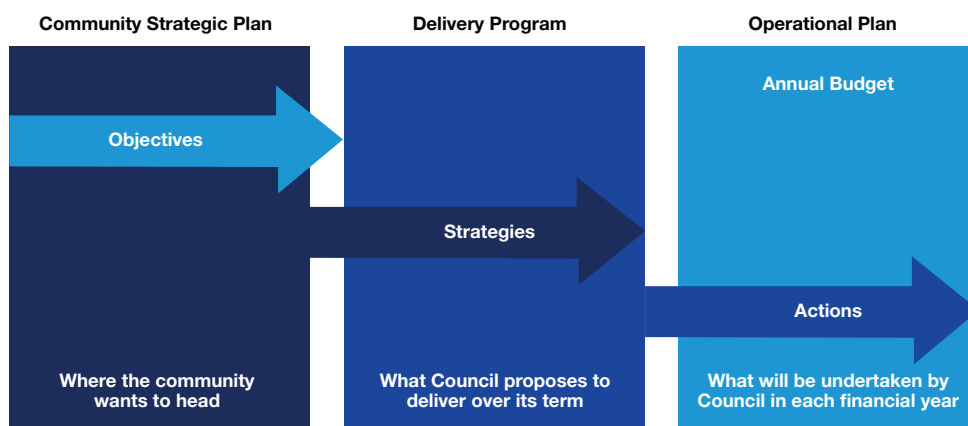 Community Strategic Plan
Delivery Program
Operational Plan
Annual Budget
Objectives
Strategies
Actions
Where the community
wants to head
What Council proposes to
deliver over its term
What will be undertaken by
Council in each financial year